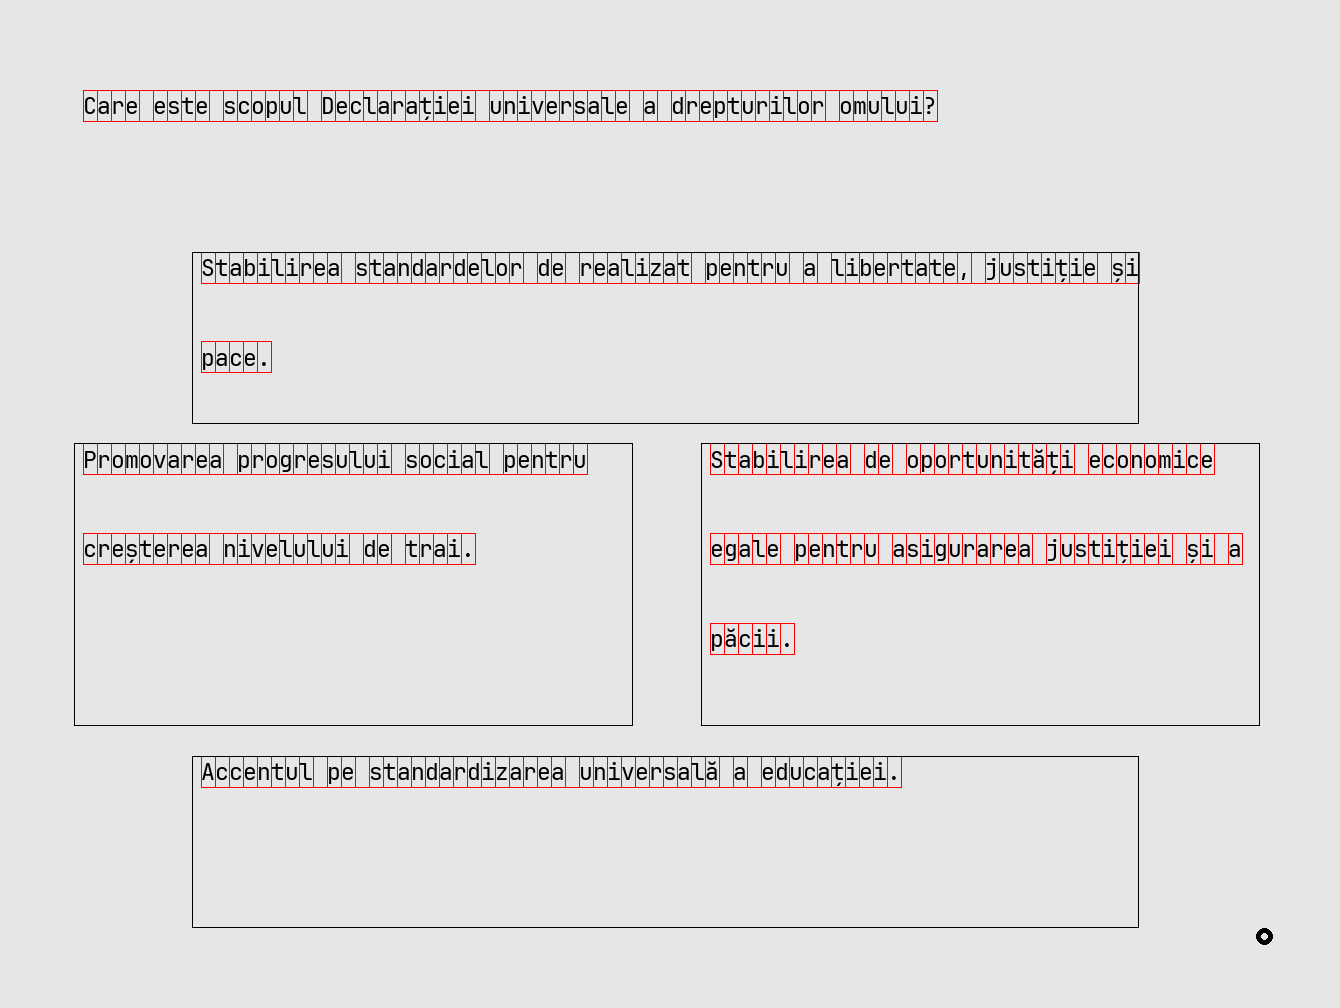 Care este scopul Declarației universale a drepturilor omului?
Stabilirea standardelor de realizat pentru a libertate, justiție și
pace.
Promovarea progresului social pentru
creșterea nivelului de trai.
Stabilirea de oportunități economice
egale pentru asigurarea justiției și a
păcii.
Accentul pe standardizarea universală a educației.